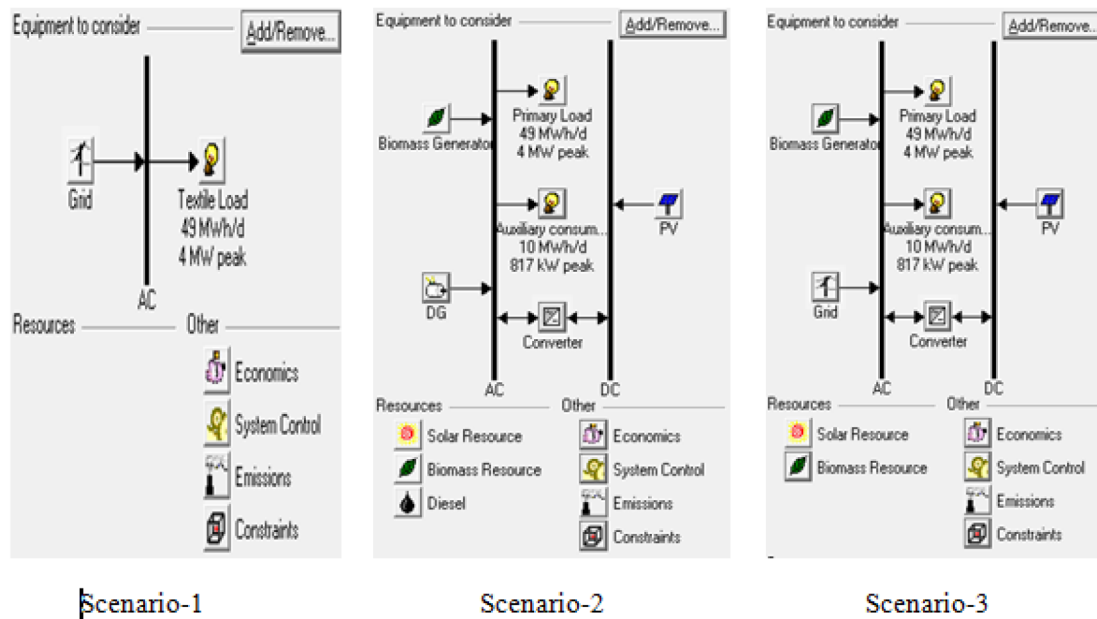 Equipment to consider
Add/Remove...
Grid
Textile Load
49 MWh/d
4 MW peak
AC
Resources
Other
Economics
System Control
Emissions
Constraints
Scenario-1
Equipment to consider
Add/Remove...
Biomass Generator
Primary Load
49 MWh/d
4 MW peak
Auxiliary consum...
10 MWh/d
817 kW peak
PV
DG
Converter
AC
DC
Resources
Other
Solar Resource
Economics
Biomass Resource
System Control
Diesel
Emissions
Constraints
Scenario-2
Equipment to consider
Add/Remove...
Biomass Generator
Primary Load
49 MWh/d
4 MW peak
Auxiliary consum...
10 MWh/d
817 kW peak
PV
Grid
Converter
AC
DC
Resources
Other
Solar Resource
Economics
Biomass Resource
System Control
Emissions
Constraints
Scenario-3